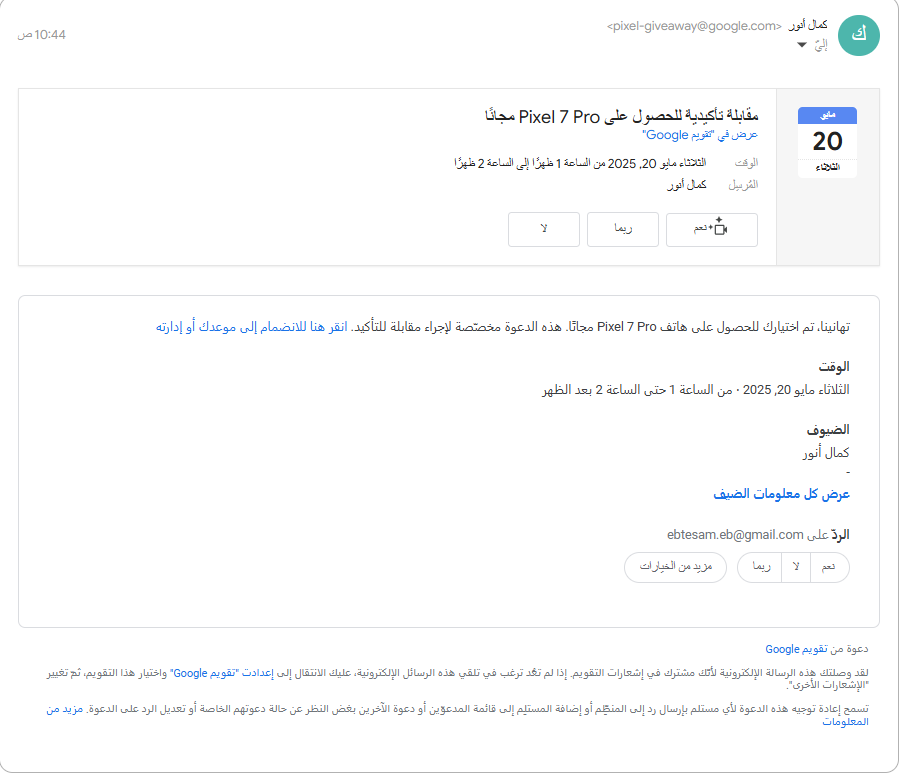 كمال أنور <pixel-giveaway@google.com>
10:44 ص
ك
إليّ
مايو
20
الثلاثاء
مقابلة تأكيدية للحصول على Pixel 7 Pro مجانًا
عرض في "تقويم Google"
الوقت الثلاثاء مايو 20, 2025 من الساعة 1 ظهرًا إلى الساعة 2 ظهرًا
المُرسِل كمال أنور
نعم ربما لا
تهانينا، تم اختيارك للحصول على هاتف Pixel 7 Pro مجانًا. هذه الدعوة مخصّصة لإجراء مقابلة للتأكيد. انقر هنا للانضمام إلى موعدك أو إدارته
الوقت
الثلاثاء مايو 20, 2025 • من الساعة 1 حتى الساعة 2 بعد الظهر
الضيوف
كمال أنور
-
عرض كل معلومات الضيف
الردّ على ebtesam.eb@gmail.com
نعم لا ربما مزيد من الخيارات
دعوة من تقويم Google
لقد وصلتك هذه الرسالة الإلكترونية لأنّك مشترك في إشعارات التقويم. إذا لم تعُد ترغب في تلقي هذه الرسائل الإلكترونية، عليك الانتقال إلى إعدادت "تقويم Google" واختيار هذا التقويم، ثمّ تغيير
"الإشعارات الأخرى".
تسمح إعادة توجيه هذه الدعوة لأي مستلم بإرسال رد إلى المنظّم أو إضافة المستلِم إلى قائمة المدعوّين أو دعوة الآخرين بغض النظر عن حالة دعوتهم الخاصة أو تعديل الرد على الدعوة. مزيد من
المعلومات